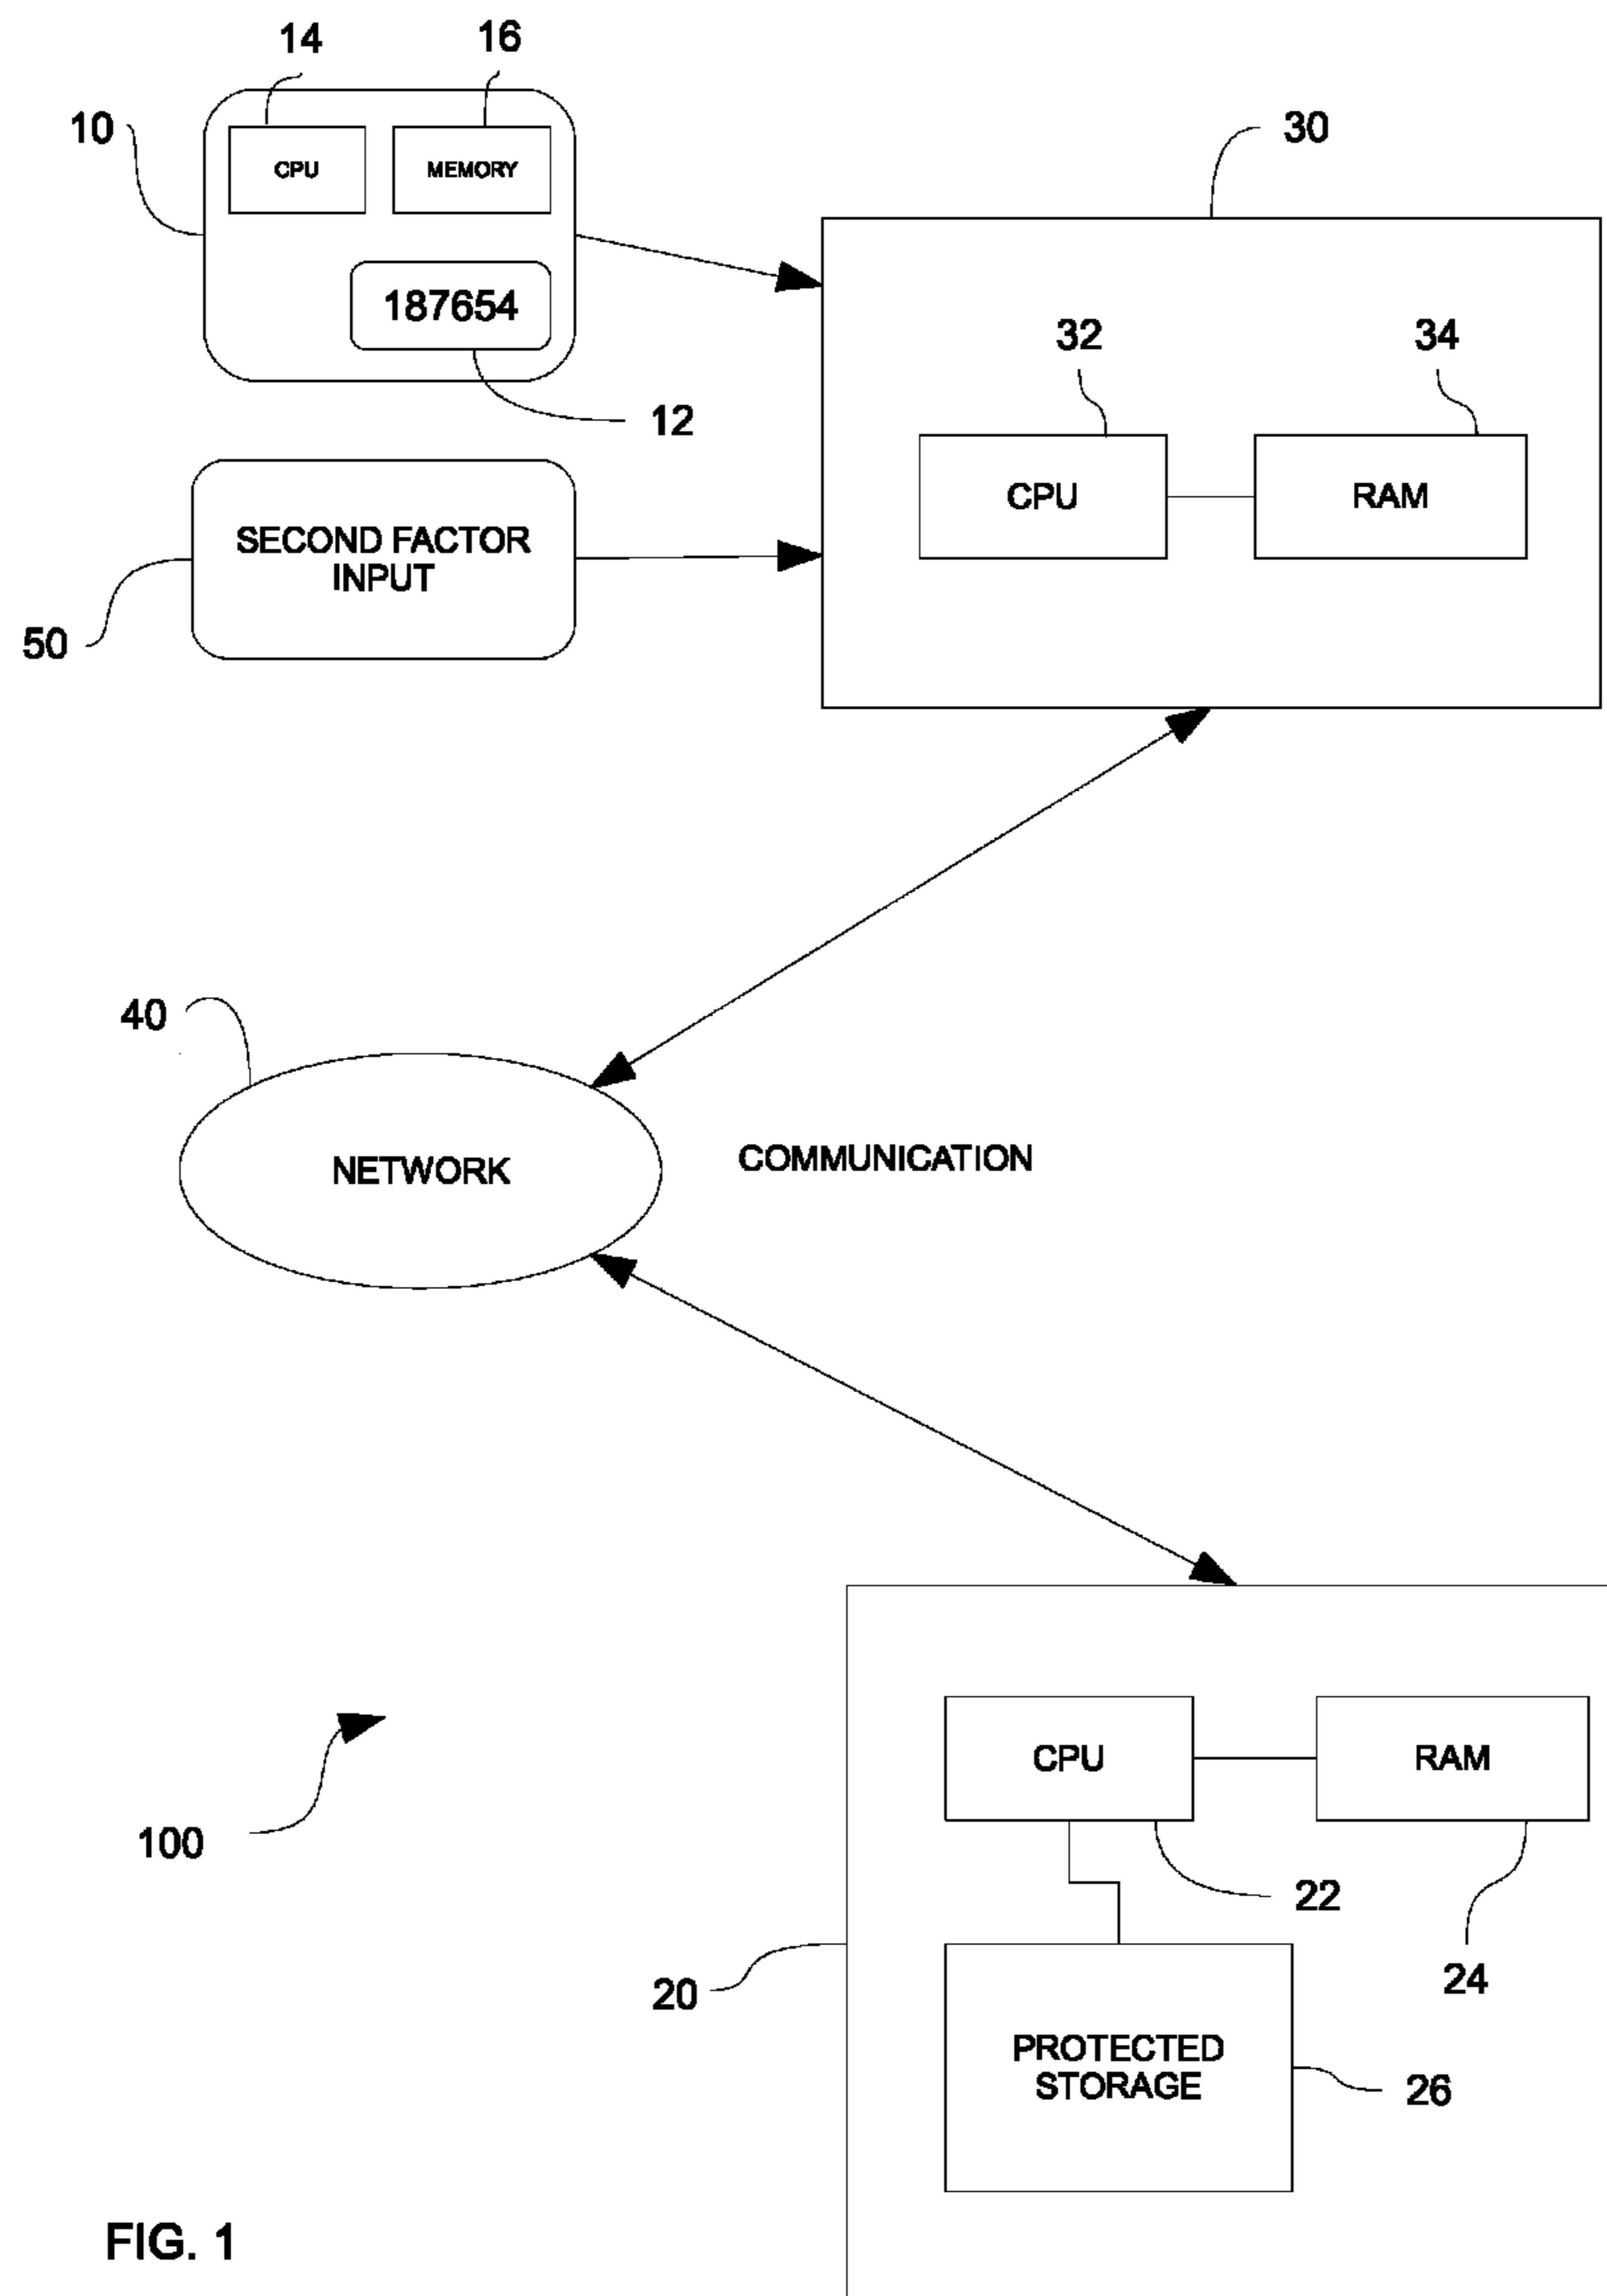 14
16
10
CPU
MEMORY
30
187654
32
34
12
CPU
RAM
SECOND FACTOR
INPUT
50
40
NETWORK
COMMUNICATION
CPU
RAM
100
22
20
24
PROTECTED
STORAGE
26
FIG. 1